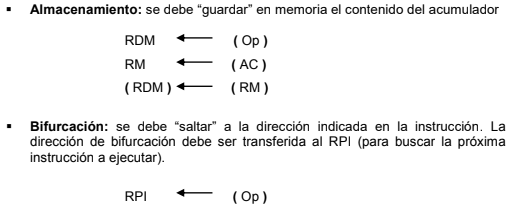 ▪ Almacenamiento: se debe “guardar” en memoria el contenido del acumulador
RDM ← ( Op )
RM ← ( AC )
( RDM ) ← ( RM )
▪ Bifurcación: se debe “saltar” a la dirección indicada en la instrucción. La
dirección de bifurcación debe ser transferida al RPI (para buscar la próxima
instrucción a ejecutar).
RPI ← ( Op )